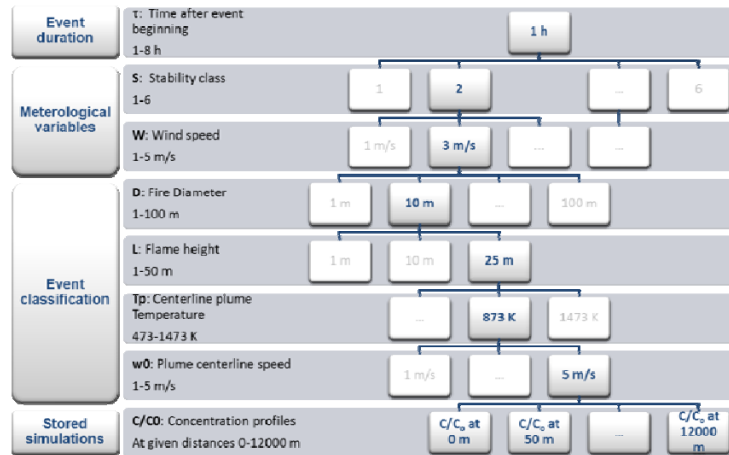 Event
duration
τ: Time after event
beginning
1-8 h
1 h
Meterological
variables
S: Stability class
1-6
1
2
...
6
W: Wind speed
1-5 m/s
1 m/s
3 m/s
....
...
Event
classification
D: Fire Diameter
1-100 m
1 m
10 m
...
100 m
L: Flame height
1-50 m
1 m
10 m
25 m
Tp: Centerline plume
Temperature
473-1473 K
...
873 K
1473 K
w0: Plume centerline speed
1-5 m/s
1 m/s
...
5 m/s
Stored
simulations
C/C0: Concentration profiles
At given distances 0-12000 m
C/C₀ at
0 m
C/C₀ at
50 m
...
C/C₀ at
12000
m